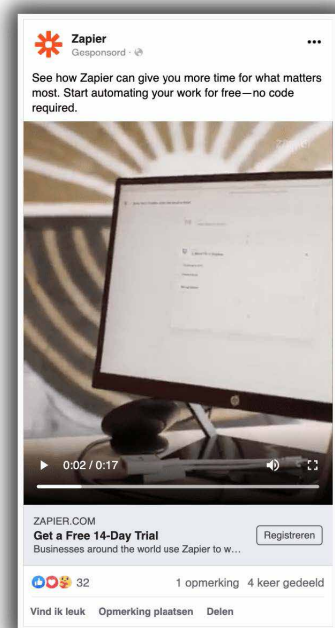 Zapier
Gesponsord ·
See how Zapier can give you more time for what matters
most. Start automating your work for free—no code
required.
zapier
0:02 / 0:17
ZAPIER.COM
Get a Free 14-Day Trial
Businesses around the world use Zapier to w...
Registreren
32
1 opmerking 4 keer gedeeld
Vind ik leuk Opmerking plaatsen Delen